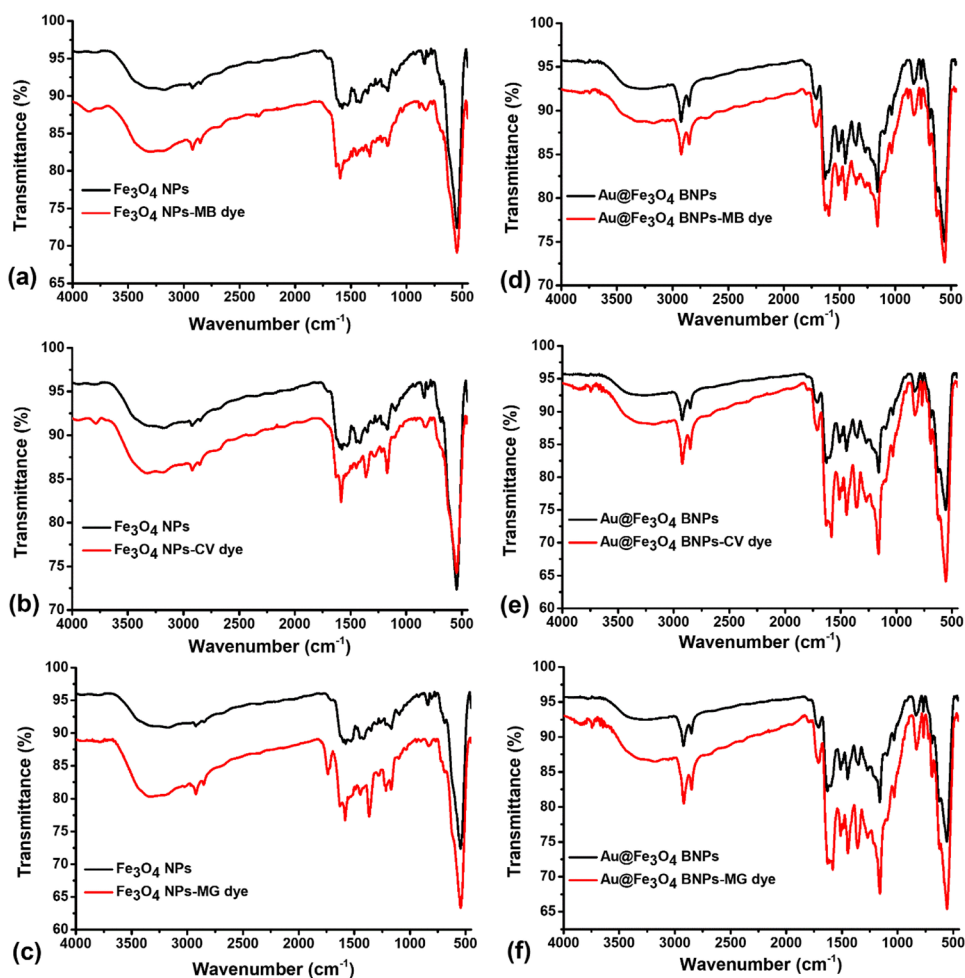 100
95
90
85
80
75
70
65
Transmittance (%)
Fe3O4 NPs
Fe3O4 NPs-MB dye
(a)
4000 3500 3000 2500 2000 1500 1000 500
Wavenumber (cm-1)
100
95
90
85
80
75
70
Transmittance (%)
Au@Fe3O4 BNPs
Au@Fe3O4 BNPs-MB dye
(d)
4000 3500 3000 2500 2000 1500 1000 500
Wavenumber (cm-1)
100
95
90
85
80
75
70
Transmittance (%)
Fe3O4 NPs
Fe3O4 NPs-CV dye
(b)
4000 3500 3000 2500 2000 1500 1000 500
Wavenumber (cm-1)
100
95
90
85
80
75
70
65
60
Transmittance (%)
Au@Fe3O4 BNPs
Au@Fe3O4 BNPs-CV dye
(e)
4000 3500 3000 2500 2000 1500 1000 500
Wavenumber (cm-1)
100
95
90
85
80
75
70
65
60
Transmittance (%)
Fe3O4 NPs
Fe3O4 NPs-MG dye
(c)
4000 3500 3000 2500 2000 1500 1000 500
Wavenumber (cm-1)
100
95
90
85
80
75
70
65
Transmittance (%)
Au@Fe3O4 BNPs
Au@Fe3O4 BNPs-MG dye
(f)
4000 3500 3000 2500 2000 1500 1000 500
Wavenumber (cm-1)